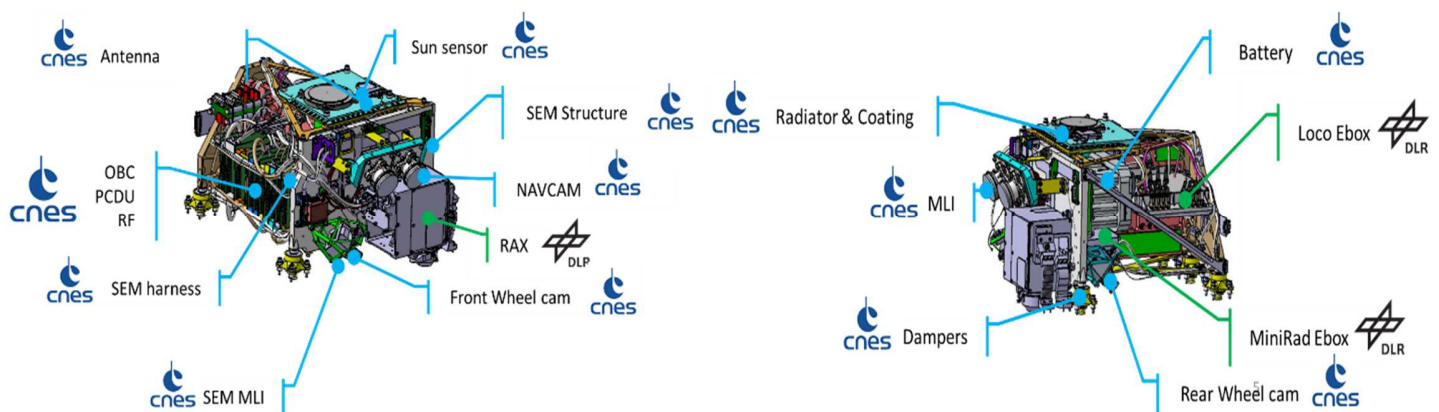 cnes Antenna
Sun sensor cnes
SEM Structure cnes
OBC
PCDU
RF
cnes
NAVCAM cnes
RAX DLR
SEM harness
cnes
Front Wheel cam cnes
cnes SEM MLI
Battery cnes
cnes Radiator & Coating
Loco Ebox DLR
cnes MLI
cnes Dampers
MiniRad Ebox DLR
5
Rear Wheel cam cnes